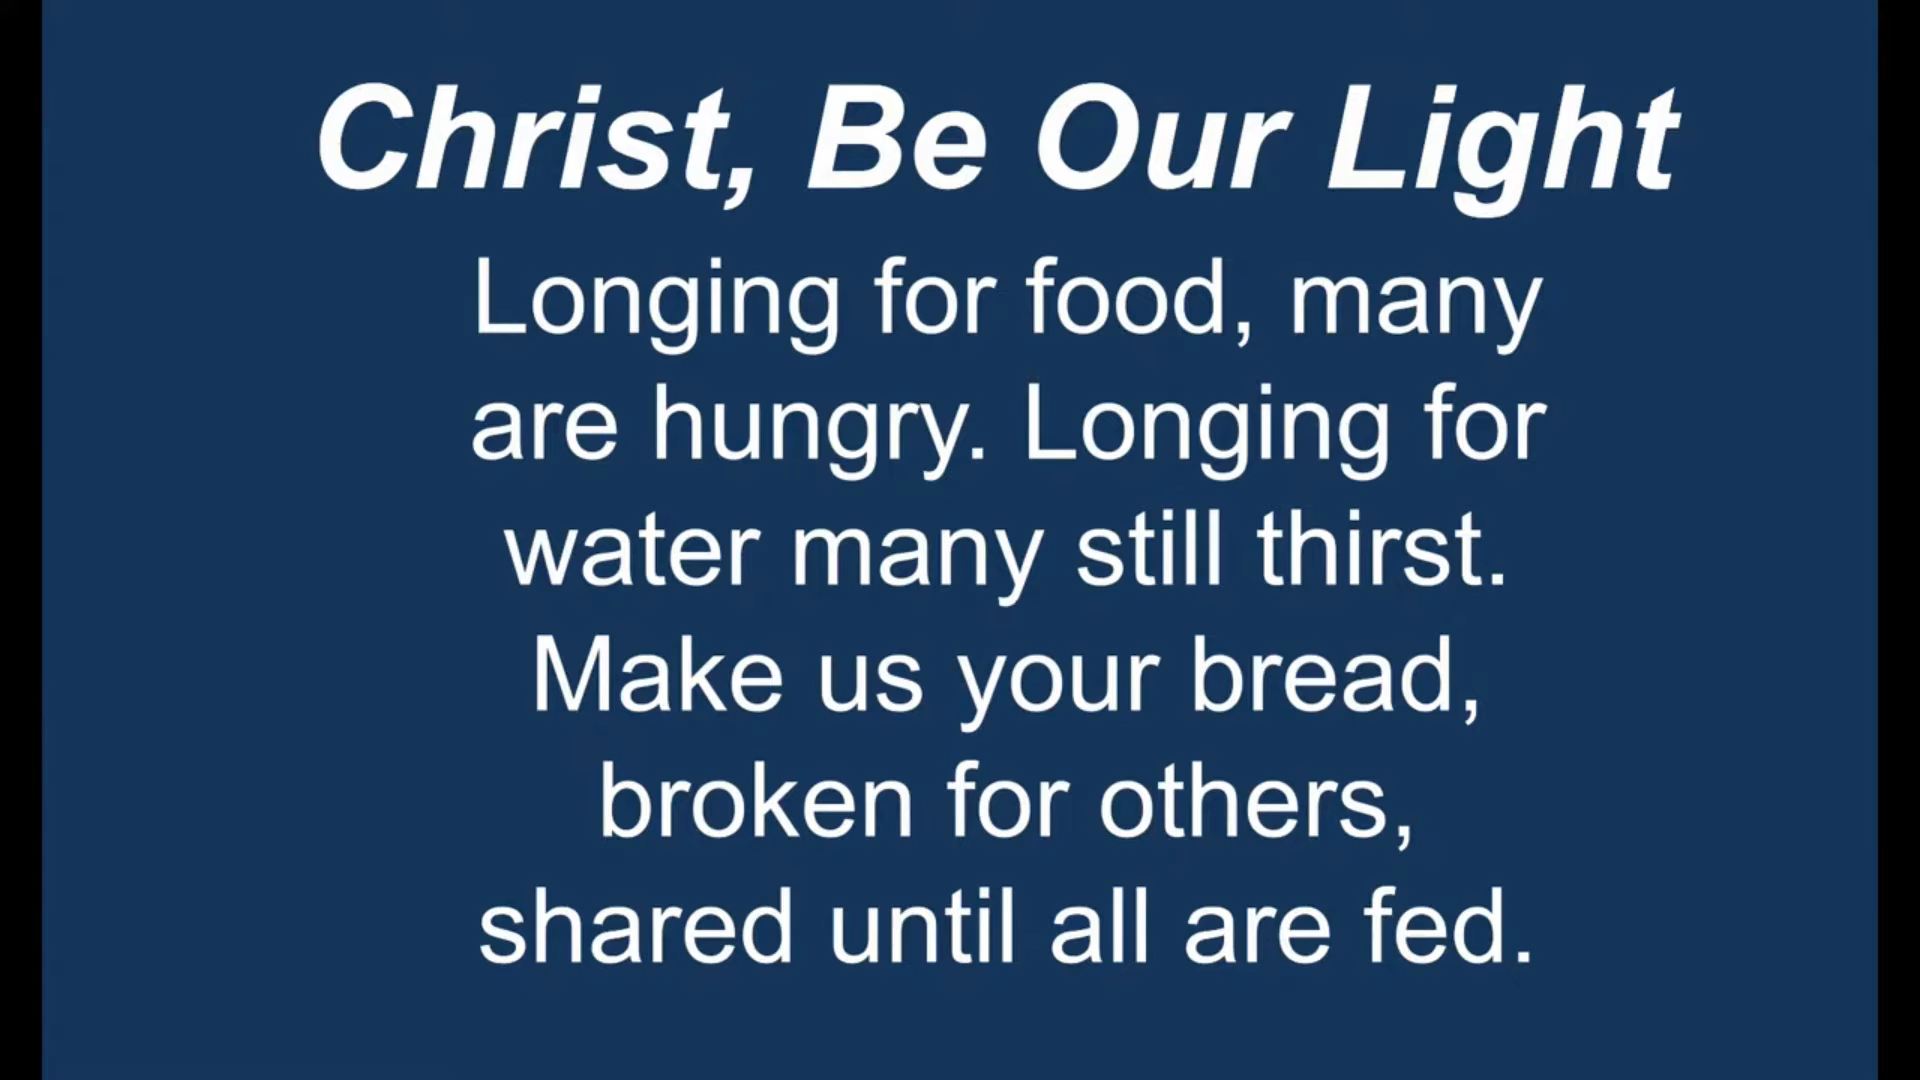 Christ, Be Our Light
Longing for food, many
are hungry. Longing for
water many still thirst.
Make us your bread,
broken for others,
shared until all are fed.